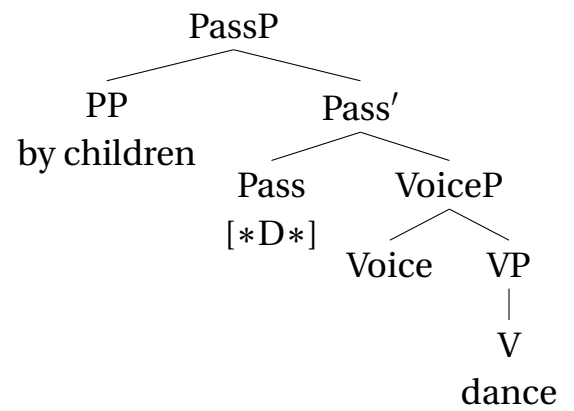 PassP
PP Pass′
by children
Pass VoiceP
[∗D∗]
Voice VP
V
dance